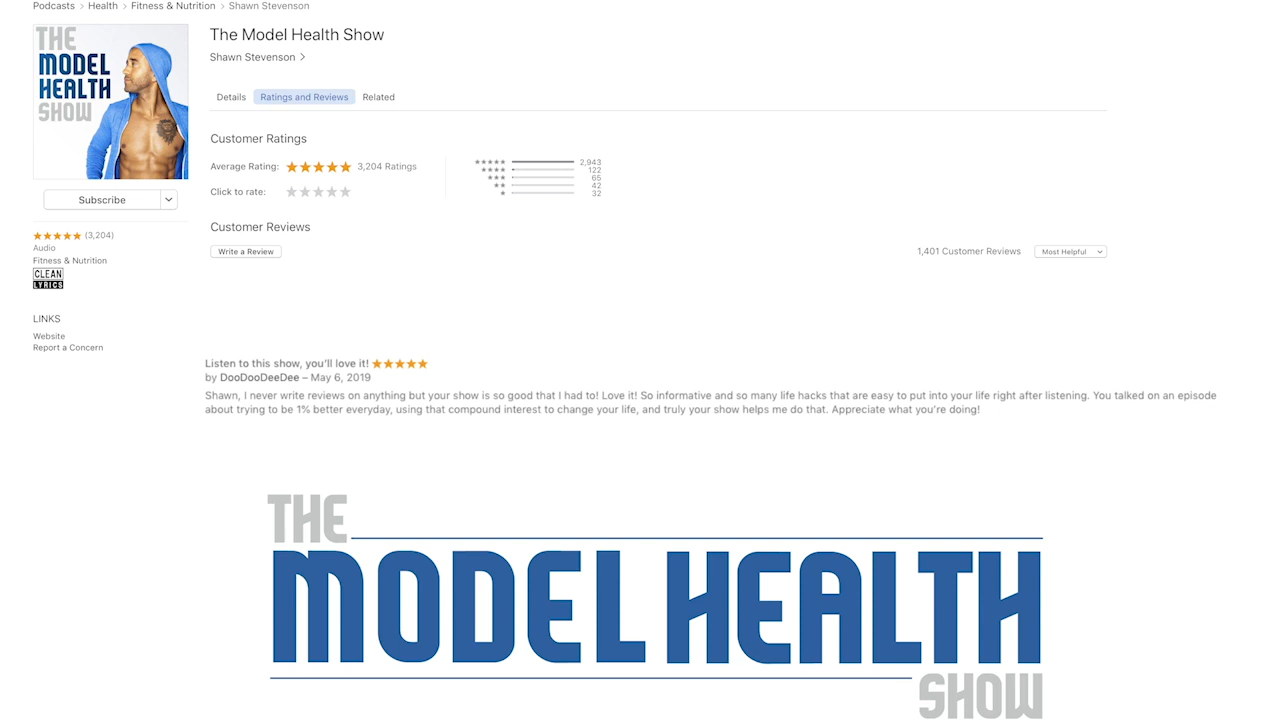 Podcasts > Health > Fitness & Nutrition > Shawn Stevenson
THE
MODEL
HEALTH
SHOW
The Model Health Show
Shawn Stevenson >
Details Ratings and Reviews Related
Customer Ratings
Average Rating: ★★★★★ 3,204 Ratings
Click to rate: ★★★★★
★★★★★ 2,943
★★★★ 122
★★★ 65
★★ 42
★ 32
Subscribe
★★★★★ (3,204)
Audio
Fitness & Nutrition
CLEAN
LYRICS
LINKS
Website
Report a Concern
Customer Reviews
Write a Review
1,401 Customer Reviews Most Helpful
Listen to this show, you'll love it! ★★★★★
by DooDooDeeDee – May 6, 2019
Shawn, I never write reviews on anything but your show is so good that I had to! Love it! So informative and so many life hacks that are easy to put into your life right after listening. You talked on an episode
about trying to be 1% better everyday, using that compound interest to change your life, and truly your show helps me do that. Appreciate what you're doing!
THE
MODEL HEALTH
SHOW